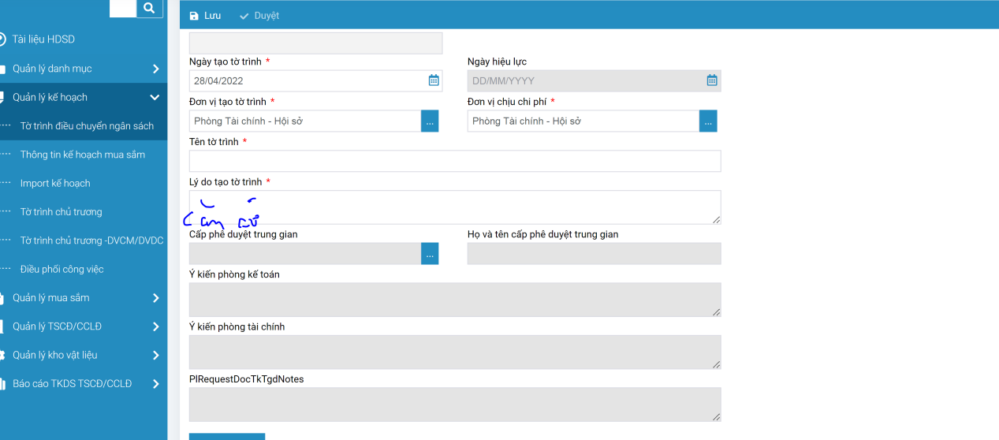 Lưu Duyệt
Tài liệu HDSD
Quản lý danh mục
Quản lý kế hoạch
Tờ trình điều chuyển ngân sách
Thông tin kế hoạch mua sắm
Import kế hoạch
Tờ trình chủ trương
Tờ trình chủ trương -DVCM/DVDC
Điều phối công việc
Quản lý mua sắm
Quản lý TSCĐ/CCLĐ
Quản lý kho vật liệu
Báo cáo TKDS TSCĐ/CCLĐ
Ngày tạo tờ trình * Ngày hiệu lực
28/04/2022 DD/MM/YYYY
Đơn vị tạo tờ trình * Đơn vị chịu chi phí *
Phòng Tài chính - Hội sở ... Phòng Tài chính - Hội sở ...
Tên tờ trình *
Lý do tạo tờ trình *
Căn cứ
Cấp phê duyệt trung gian Họ và tên cấp phê duyệt trung gian
...
Ý kiến phòng kế toán
Ý kiến phòng tài chính
PlRequestDocTkTgdNotes